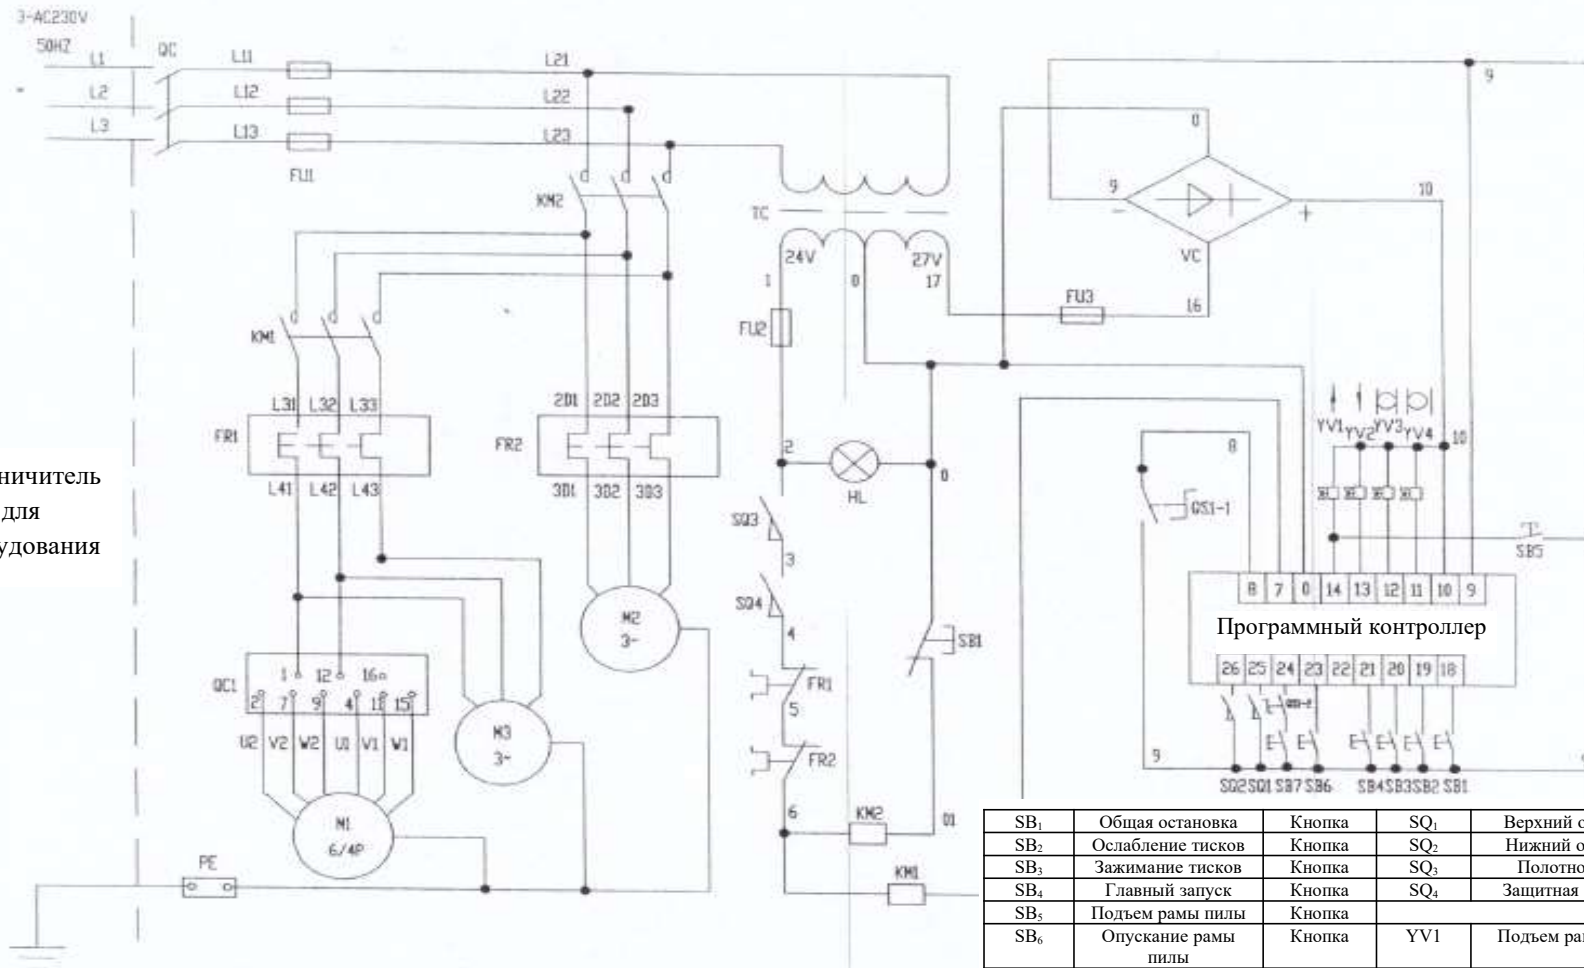 3-AC230V
50HZ
L1
L2
L3
QC
L11
L12
L13
FU1
L21
L22
L23
KM2
KM1
L31 L32 L33
FR1
L41 L42 L43
2D1 2D2 2D3
FR2
3D1 3D2 3D3
ничитель
для
удования
QC1
1 12 16
2 7 9 4 11 15
U2 V2 W2 U1 V1 W1
M1
6/4P
M2
3~
M3
3~
PE
TC
24V
27V
1
0
17
FU2
FU3
16
VC
0
9
-
+
10
9
2
HL
0
SQ3
3
SQ4
4
FR1
5
FR2
6
SB1
KM2
01
KM1
8
QS1-1
9
YV1 YV2 YV3 YV4
10
SB5
8 7 0 14 13 12 11 10 9
Программный контроллер
26 25 24 23 22 21 20 19 18
SQ2 SQ1 SB7 SB6 SB4 SB3 SB2 SB1
SB1 Общая остановка Кнопка SQ1 Верхний о
SB2 Ослабление тисков Кнопка SQ2 Нижний о
SB3 Зажимание тисков Кнопка SQ3 Полотно
SB4 Главный запуск Кнопка SQ4 Защитная
SB5 Подъем рамы пилы Кнопка
SB6 Опускание рамы Кнопка YV1 Подъем ра
пилы